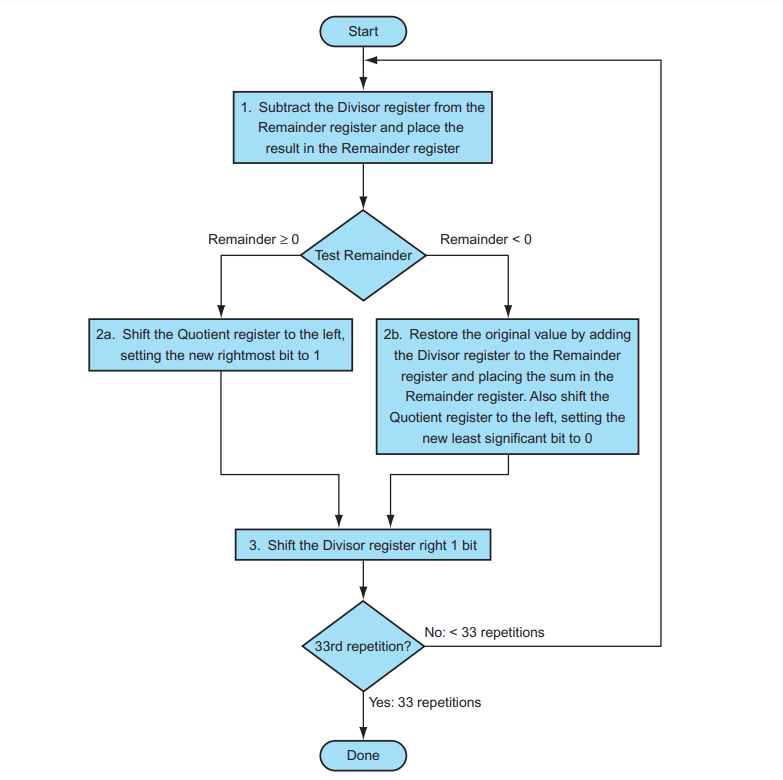 Start
1. Subtract the Divisor register from the
Remainder register and place the
result in the Remainder register
Remainder ≥ 0
Remainder < 0
Test Remainder
2a. Shift the Quotient register to the left,
setting the new rightmost bit to 1
2b. Restore the original value by adding
the Divisor register to the Remainder
register and placing the sum in the
Remainder register. Also shift the
Quotient register to the left, setting the
new least significant bit to 0
3. Shift the Divisor register right 1 bit
No: < 33 repetitions
33rd repetition?
Yes: 33 repetitions
Done